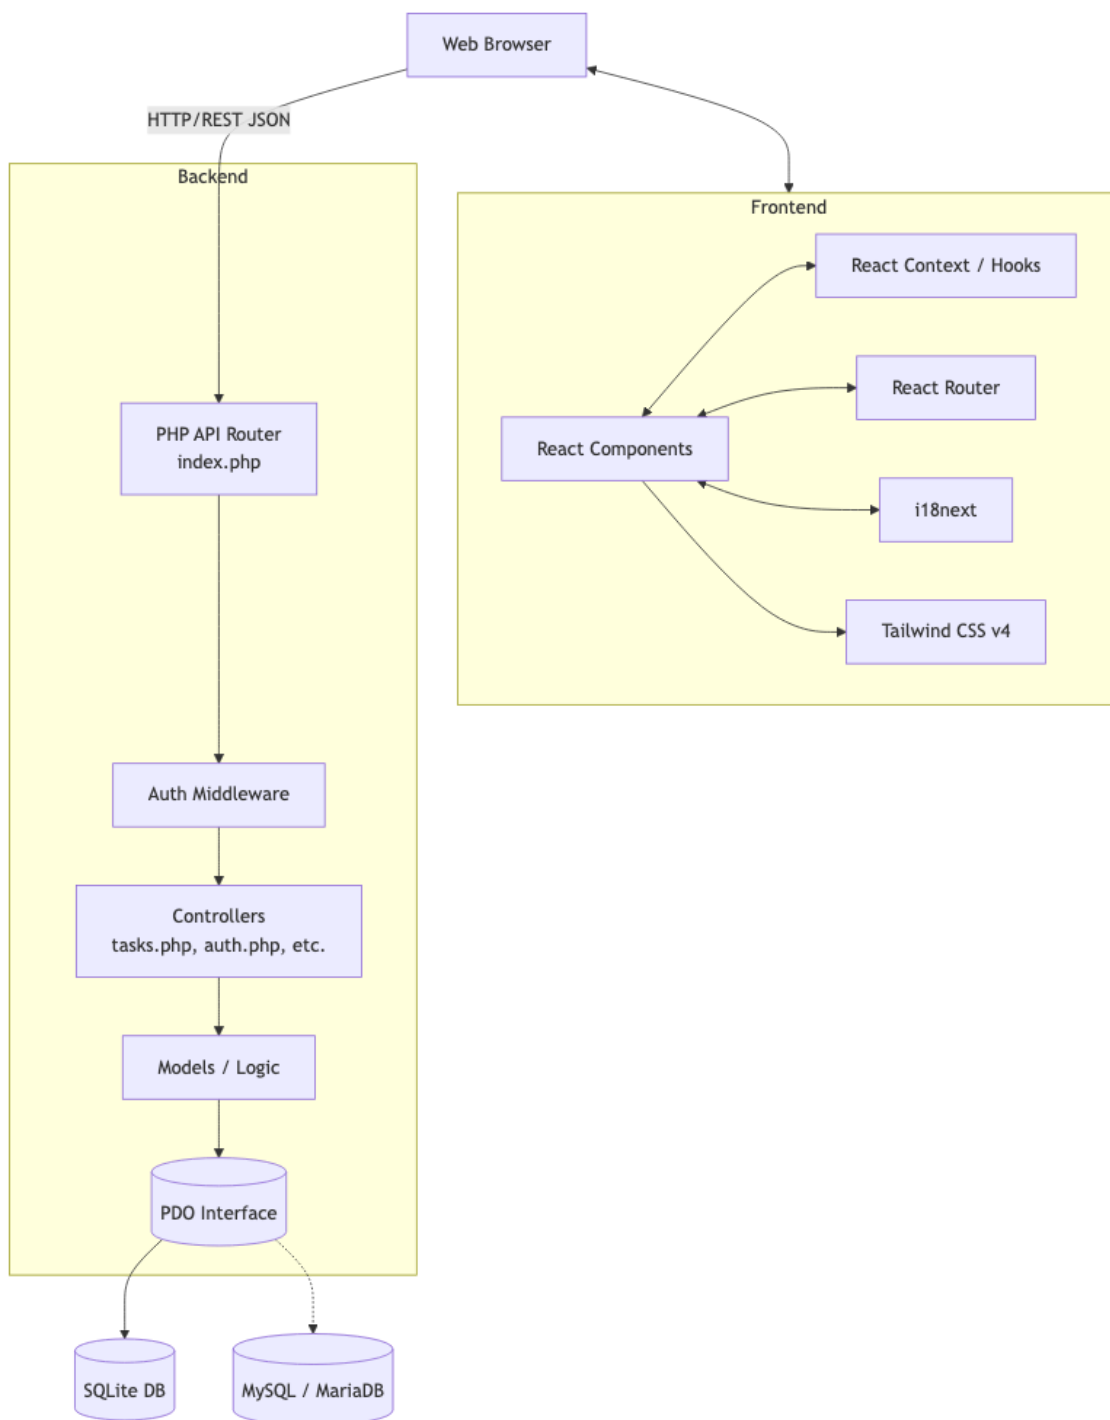 Web Browser
HTTP/REST JSON
Backend
PHP API Router
index.php
Auth Middleware
Controllers
tasks.php, auth.php, etc.
Models / Logic
PDO Interface
SQLite DB
MySQL / MariaDB
Frontend
React Context / Hooks
React Router
React Components
i18next
Tailwind CSS v4